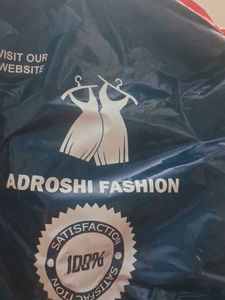 VISIT OUR
WEBSITE
ADROSHI FASHION
SATISFACTION
100%
SATISFACTION